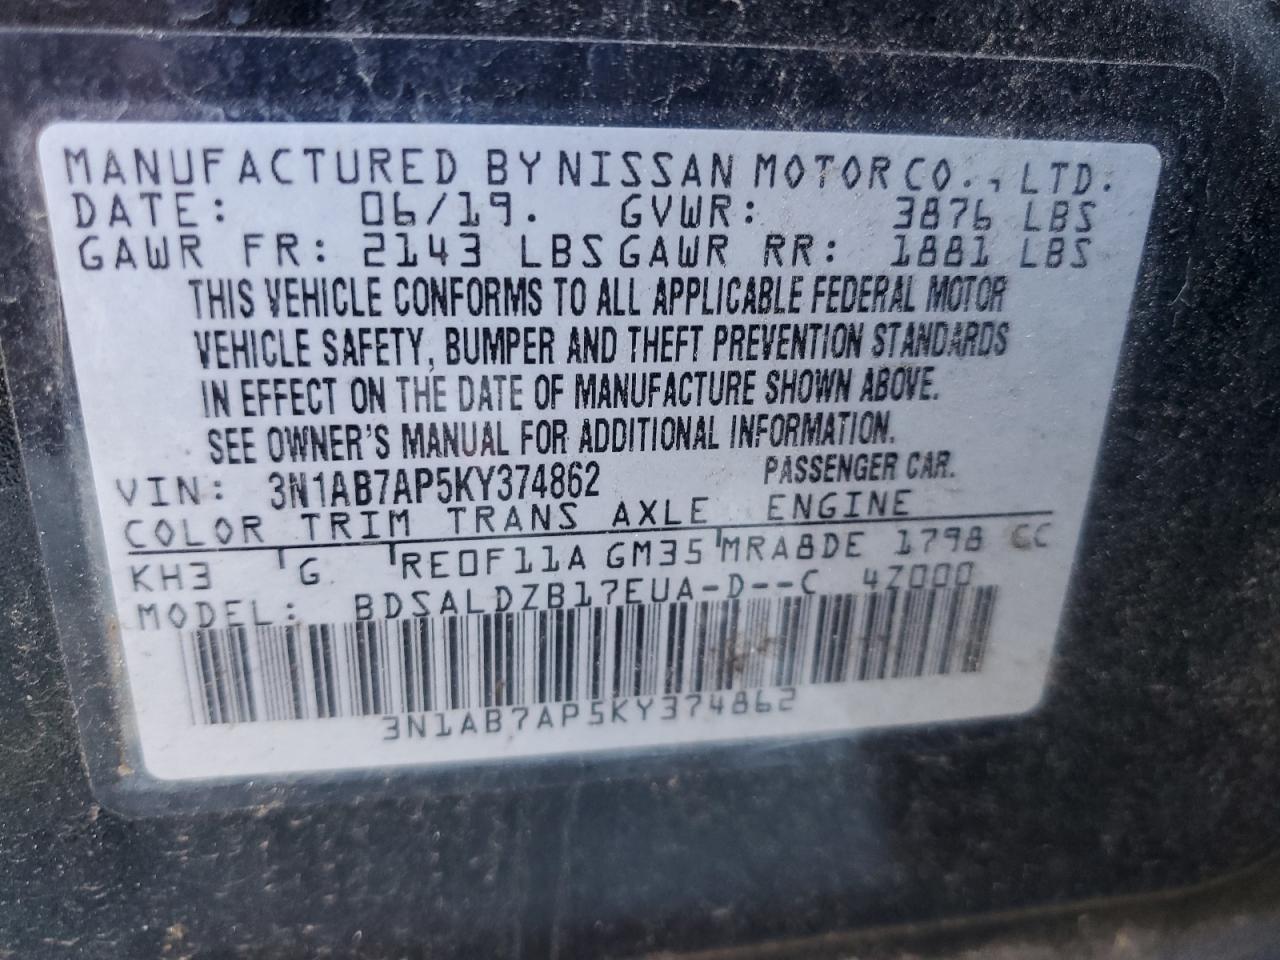 MANUFACTURED BY NISSAN MOTOR CO., LTD.
DATE: 06/19. GVWR: 3876 LBS
GAWR FR: 2143 LBS GAWR RR: 1881 LBS
THIS VEHICLE CONFORMS TO ALL APPLICABLE FEDERAL MOTOR
VEHICLE SAFETY, BUMPER AND THEFT PREVENTION STANDARDS
IN EFFECT ON THE DATE OF MANUFACTURE SHOWN ABOVE.
SEE OWNER'S MANUAL FOR ADDITIONAL INFORMATION.
VIN: 3N1AB7AP5KY374862 PASSENGER CAR.
COLOR TRIM TRANS AXLE ENGINE
KH3 G RE0F11A GM35 MRA8DE 1798 CC
MODEL: BDSALDZB17EUA-D--C 4Z000
3N1AB7AP5KY374862